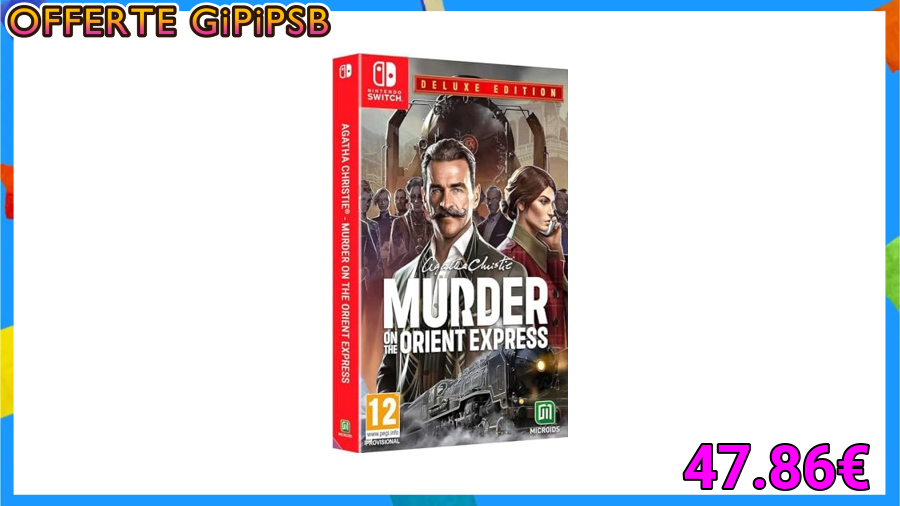 OFFERTE GiPiPSB
NINTENDO
SWITCH
DELUXE EDITION
AGATHA CHRISTIE® - MURDER ON THE ORIENT EXPRESS
Agatha Christie
MURDER
ON THE ORIENT EXPRESS
12
www.pegi.info
PROVISIONAL
MICROIDS
MICROIDS
47.86€